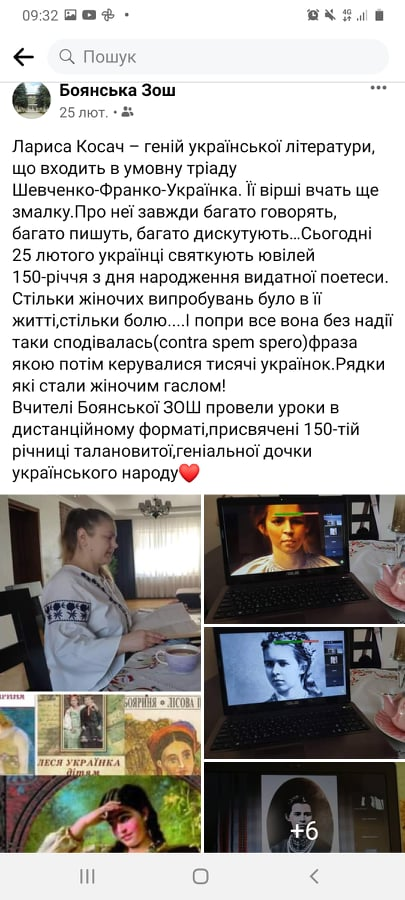 09:32
4G
Пошук
Боянська Зош
25 лют.
Лариса Косач – геній української літератури,
що входить в умовну тріаду
Шевченко-Франко-Українка. Її вірші вчать ще
змалку.Про неї завжди багато говорять,
багато пишуть, багато дискутують...Сьогодні
25 лютого українці святкують ювілей
150-річчя з дня народження видатної поетеси.
Стільки жіночих випробувань було в її
житті,стільки болю....І попри все вона без надії
таки сподівалась(contra spem spero)фраза
якою потім керувалися тисячі українок.Рядки
які стали жіночим гаслом!
Вчителі Боянської ЗОШ провели уроки в
дистанційному форматі,присвячені 150-тій
річниці талановитої,геніальної дочки
українського народу❤️
ASUS
ASUS
БОЯРИНЯ • ЛІСОВА П
ЛЕСЯ УКРАЇНКА
дітям
+6